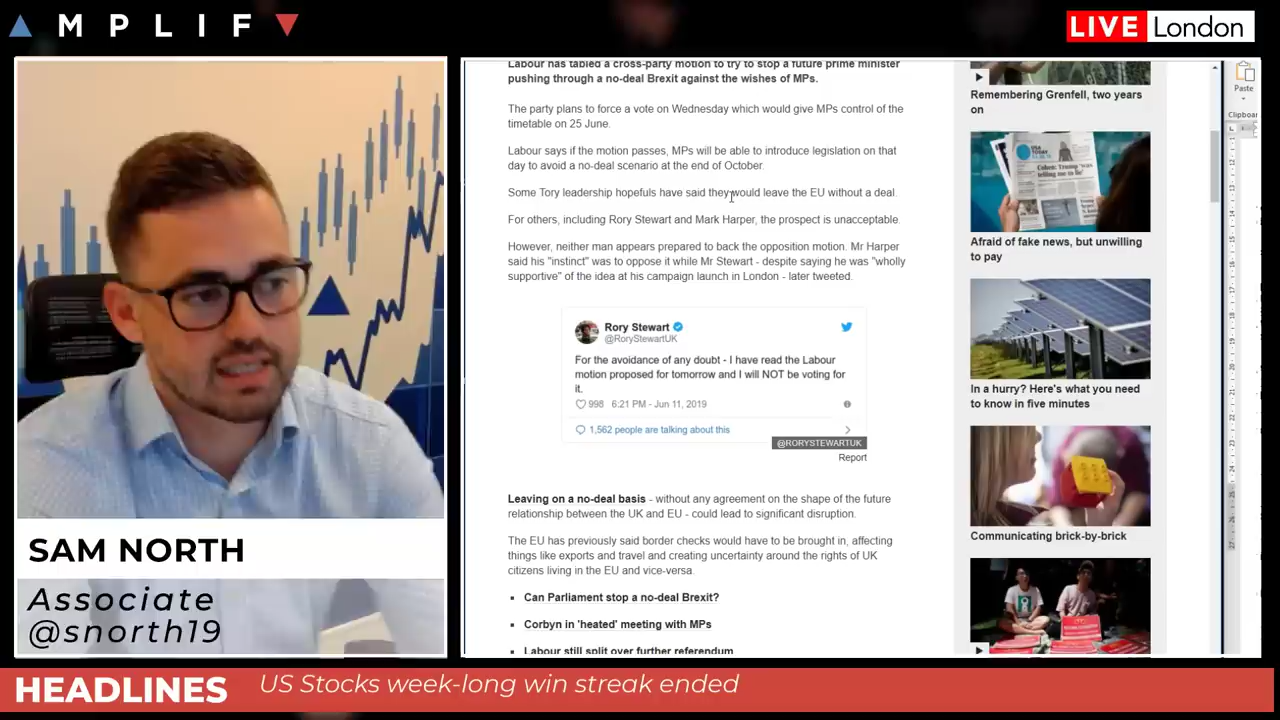 MPLIF
LIVE London
Labour has tabled a cross-party motion to try to stop a future prime minister
pushing through a no-deal Brexit against the wishes of MPs.
The party plans to force a vote on Wednesday which would give MPs control of the
timetable on 25 June.
Labour says if the motion passes, MPs will be able to introduce legislation on that
day to avoid a no-deal scenario at the end of October.
Some Tory leadership hopefuls have said they would leave the EU without a deal.
For others, including Rory Stewart and Mark Harper, the prospect is unacceptable.
However, neither man appears prepared to back the opposition motion. Mr Harper
said his "instinct" was to oppose it while Mr Stewart - despite saying he was "wholly
supportive" of the idea at his campaign launch in London - later tweeted.
Rory Stewart
@RoryStewartUK
For the avoidance of any doubt - I have read the Labour
motion proposed for tomorrow and I will NOT be voting for
it.
998 6:21 PM - Jun 11, 2019
1,562 people are talking about this
@RORYSTEWARTUK
Report
Leaving on a no-deal basis - without any agreement on the shape of the future
relationship between the UK and EU - could lead to significant disruption.
The EU has previously said border checks would have to be brought in, affecting
things like exports and travel and creating uncertainty around the rights of UK
citizens living in the EU and vice-versa.
Can Parliament stop a no-deal Brexit?
Corbyn in 'heated' meeting with MPs
Labour still split over further referendum
Remembering Grenfell, two years
on
USA
TODAY
Cohen: Trump 'was
telling me to lie'
Afraid of fake news, but unwilling
to pay
In a hurry? Here's what you need
to know in five minutes
Communicating brick-by-brick
Paste
Clipboar
SAM NORTH
Associate
@snorth19
HEADLINES US Stocks week-long win streak ended